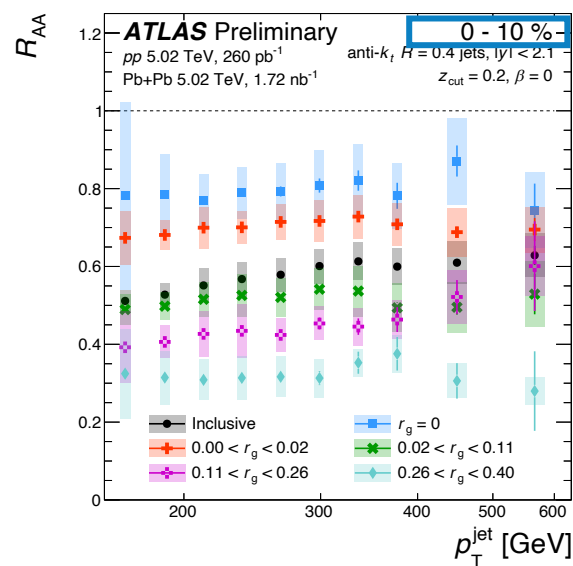 R_AA
ATLAS Preliminary
0 - 10 %
pp 5.02 TeV, 260 pb⁻¹
anti-kₜ R = 0.4 jets, |y| < 2.1
Pb+Pb 5.02 TeV, 1.72 nb⁻¹
z_cut = 0.2, β = 0
1.2
1
0.8
0.6
0.4
0.2
0
Inclusive
r_g = 0
0.00 < r_g < 0.02
0.02 < r_g < 0.11
0.11 < r_g < 0.26
0.26 < r_g < 0.40
200
300
400
500
600
p_T^jet [GeV]